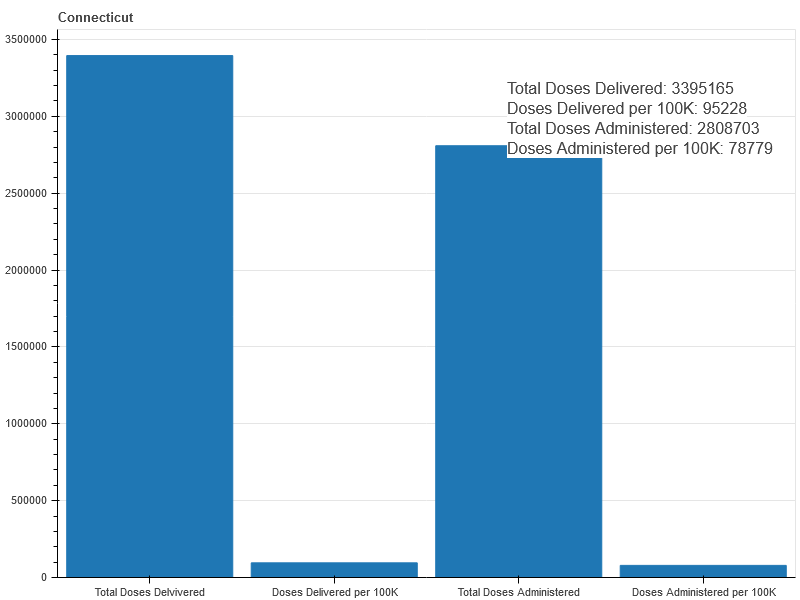 Connecticut
3500000
3000000
2500000
2000000
1500000
1000000
500000
0
Total Doses Delivered: 3395165
Doses Delivered per 100K: 95228
Total Doses Administered: 2808703
Doses Administered per 100K: 78779
Total Doses Delvivered
Doses Delivered per 100K
Total Doses Administered
Doses Administered per 100K